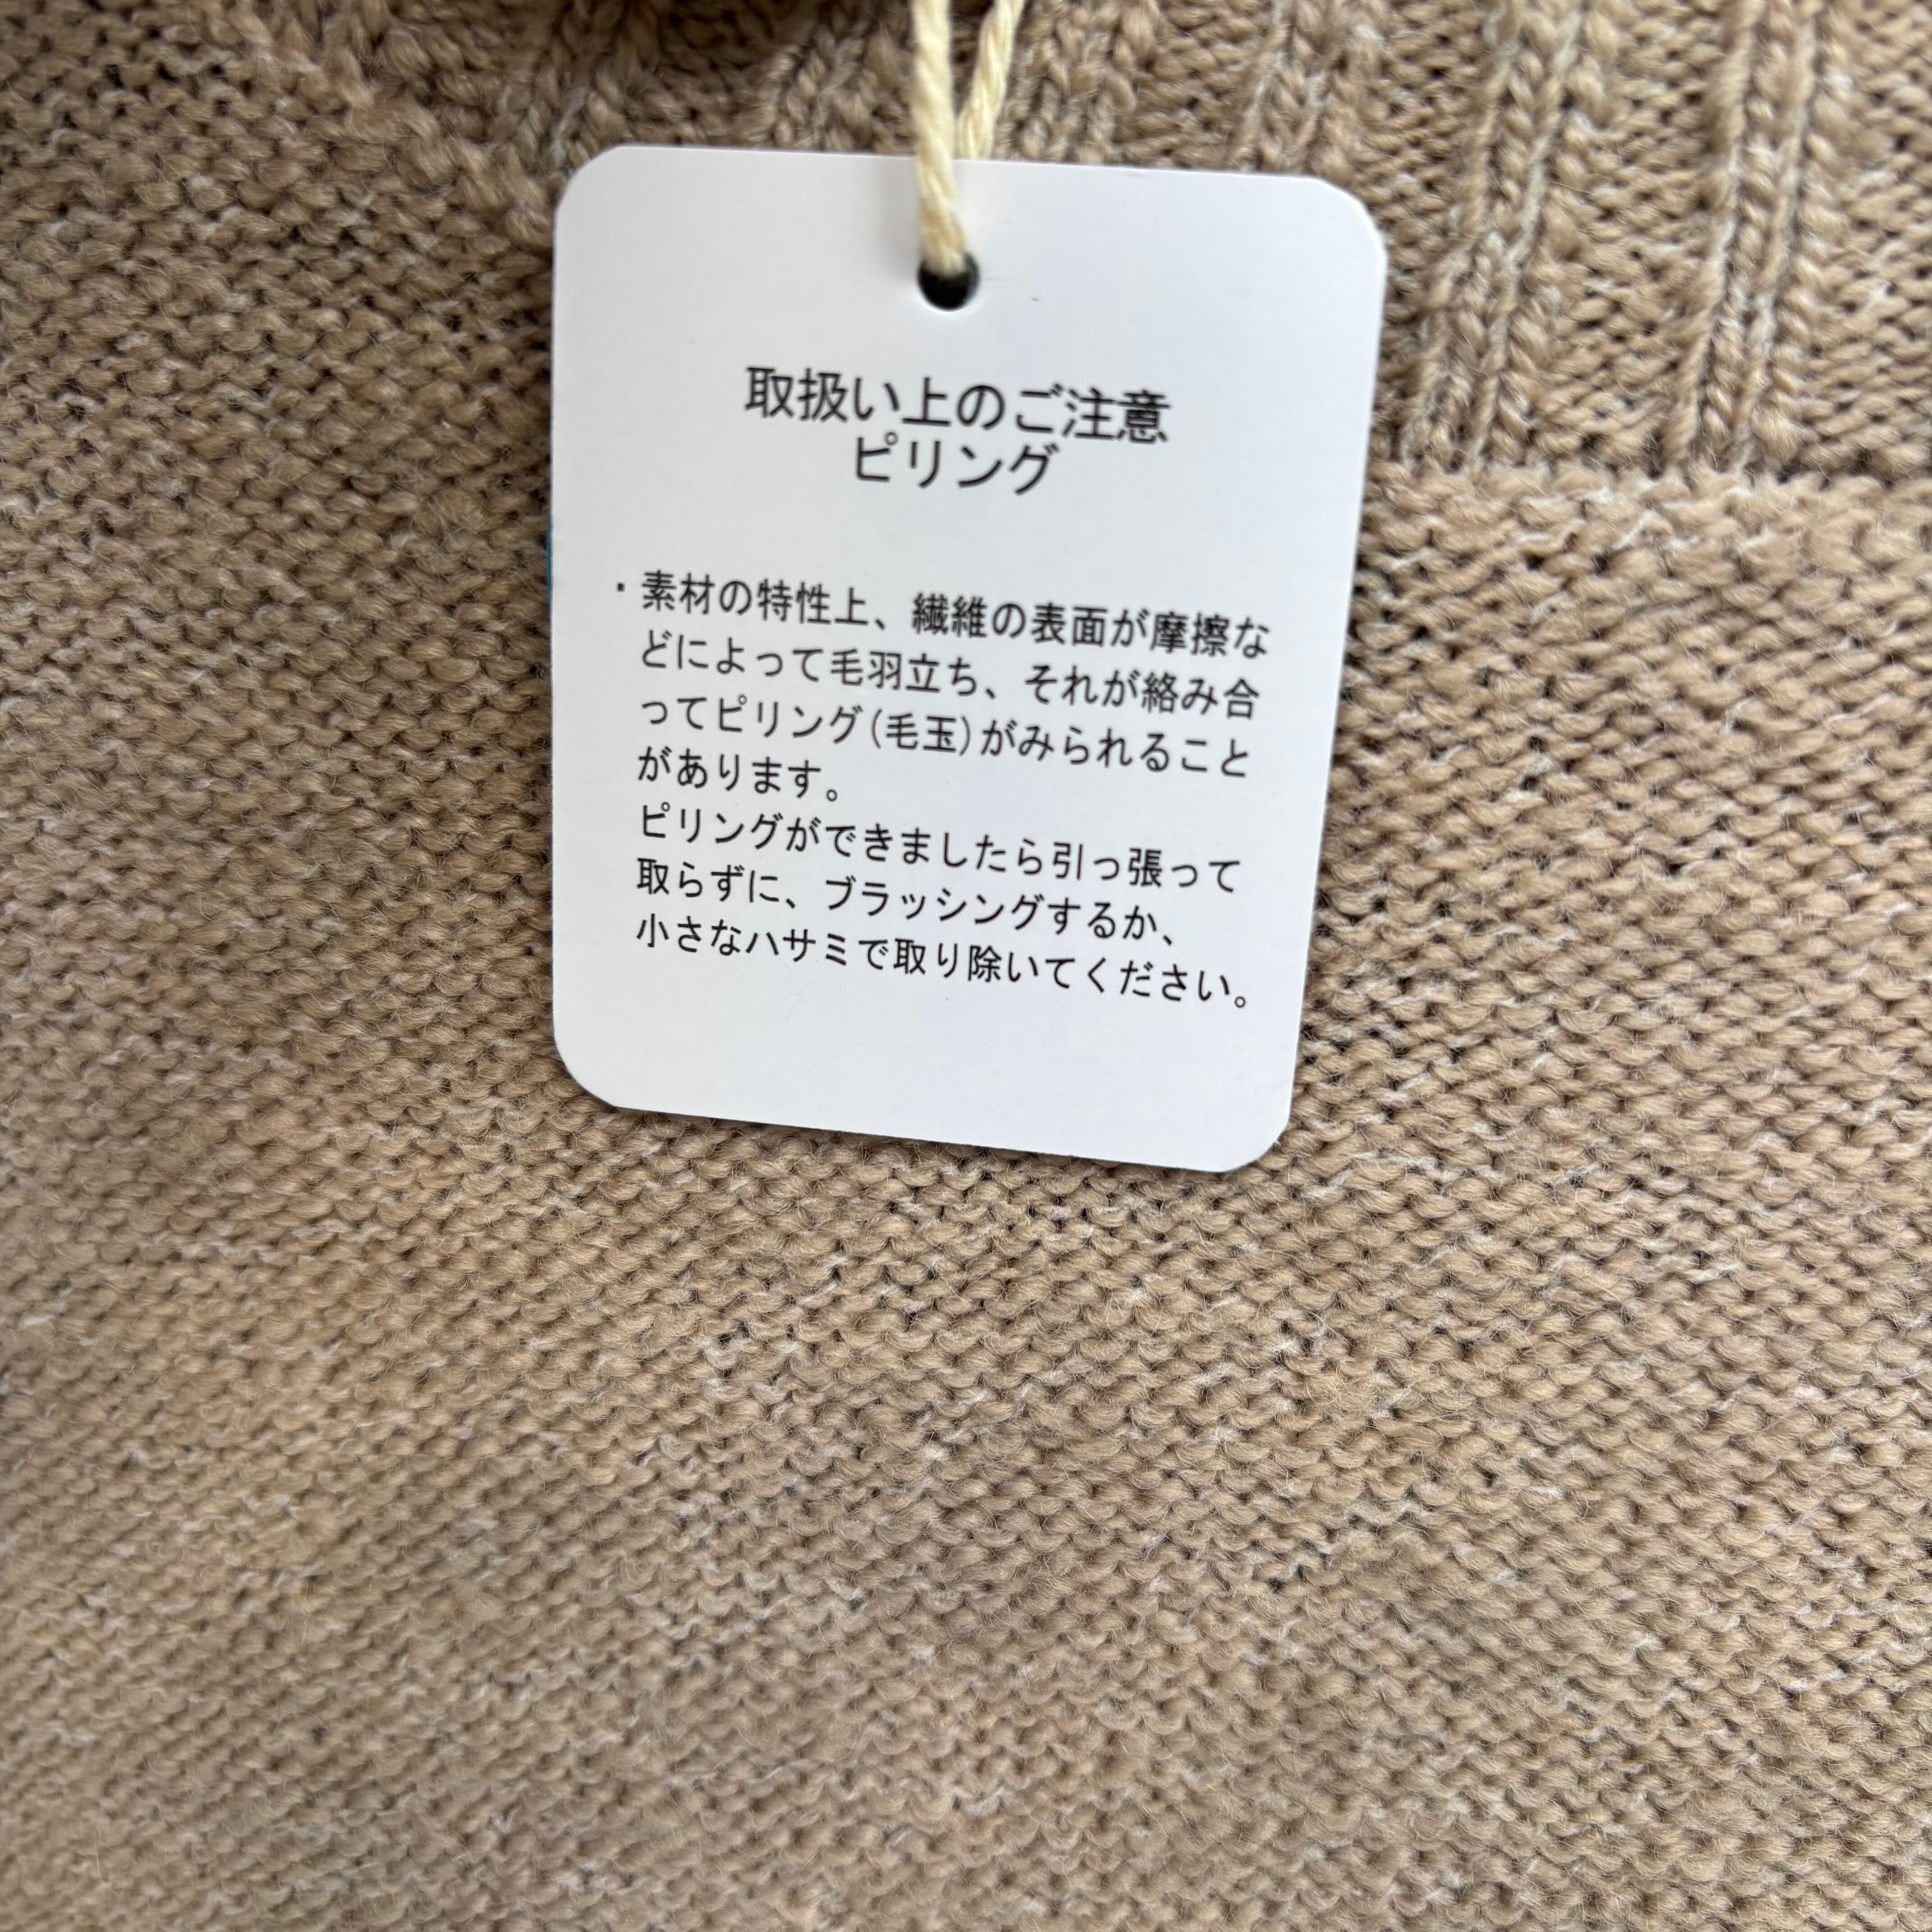 取扱い上のご注意
ピリング
・素材の特性上、繊維の表面が摩擦な
どによって毛羽立ち、それが絡み合
ってピリング(毛玉)がみられること
があります。
ピリングができましたら引っ張って
取らずに、ブラッシングするか、
小さなハサミで取り除いてください。